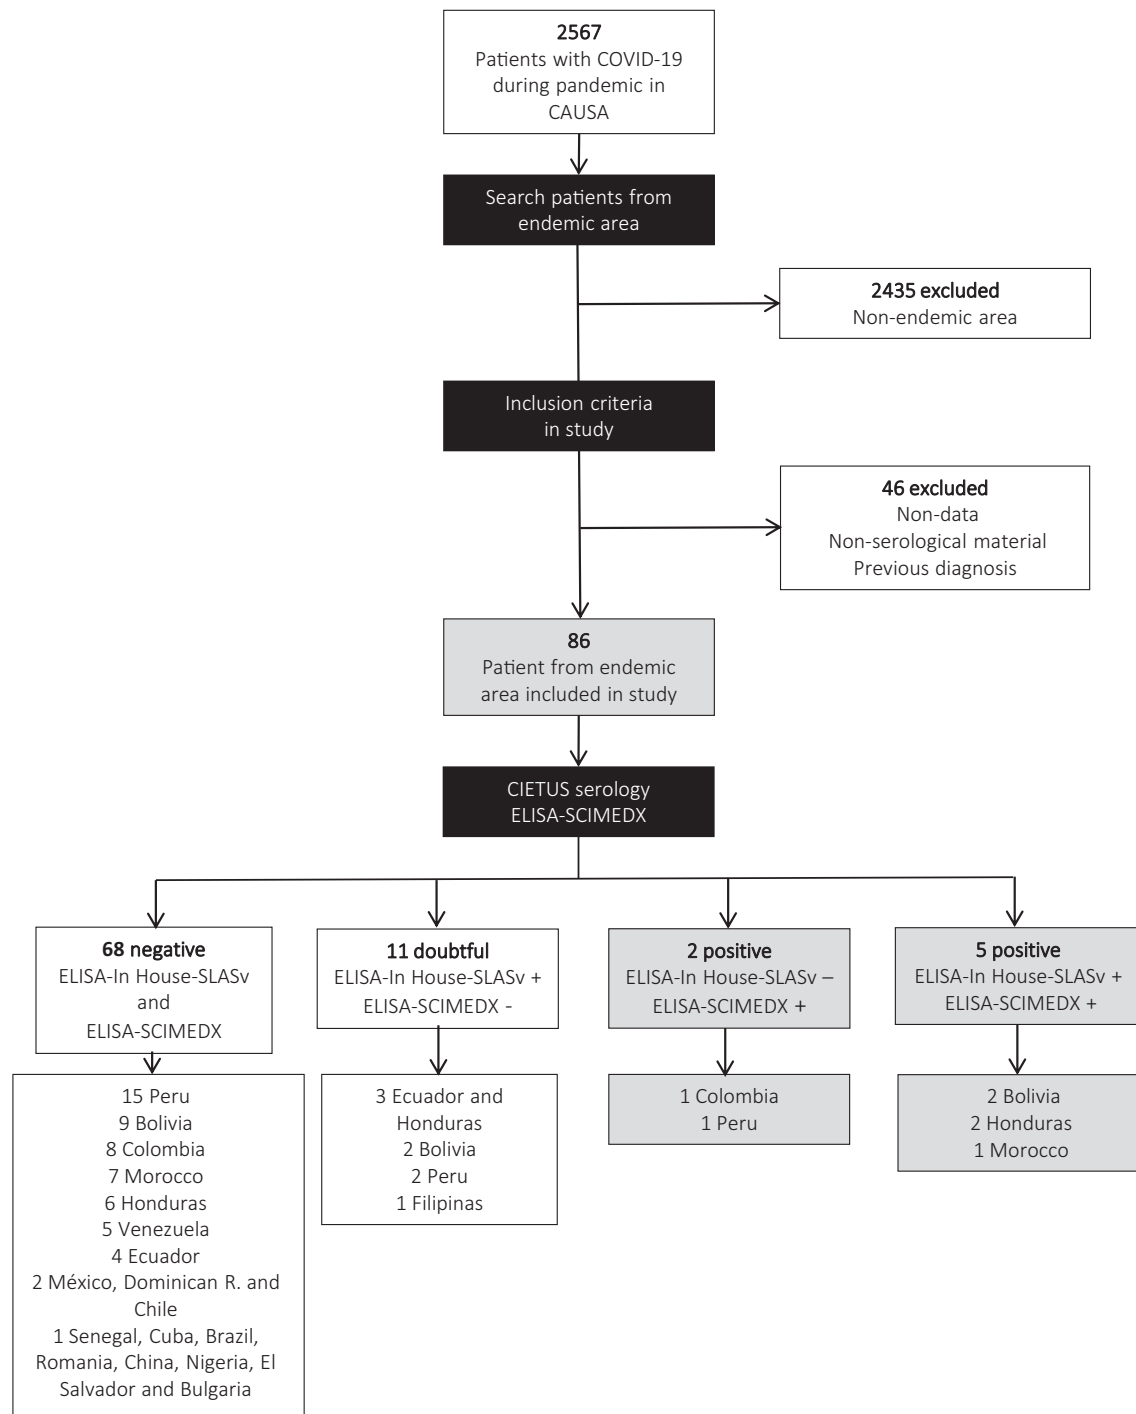 2567
Patients with COVID-19
during pandemic in
CAUSA
Search patients from
endemic area
2435 excluded
Non-endemic area
Inclusion criteria
in study
46 excluded
Non-data
Non-serological material
Previous diagnosis
86
Patient from endemic
area included in study
CIETUS serology
ELISA-SCIMEDX
68 negative
ELISA-In House-SLASv
and
ELISA-SCIMEDX
11 doubtful
ELISA-In House-SLASv +
ELISA-SCIMEDX -
2 positive
ELISA-In House-SLASv –
ELISA-SCIMEDX +
5 positive
ELISA-In House-SLASv +
ELISA-SCIMEDX +
15 Peru
9 Bolivia
8 Colombia
7 Morocco
6 Honduras
5 Venezuela
4 Ecuador
2 México, Dominican R. and
Chile
1 Senegal, Cuba, Brazil,
Romania, China, Nigeria, El
Salvador and Bulgaria
3 Ecuador and
Honduras
2 Bolivia
2 Peru
1 Filipinas
1 Colombia
1 Peru
2 Bolivia
2 Honduras
1 Morocco